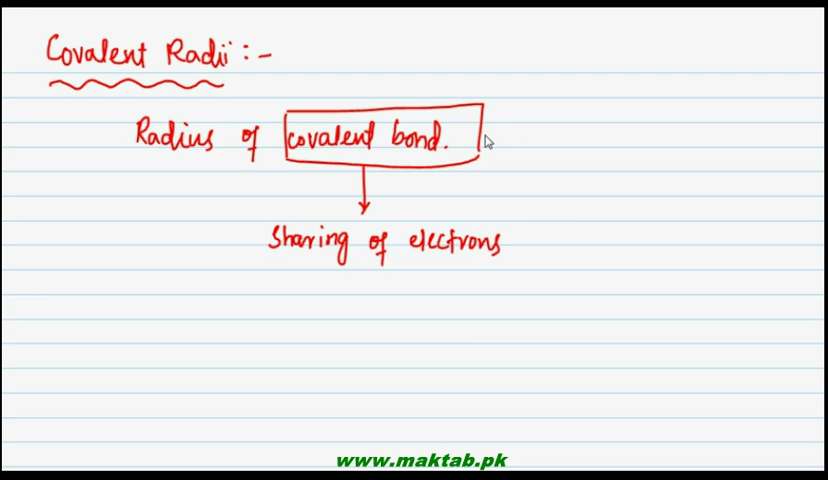 Covalent Radii :-
Radius of covalent bond.
Sharing of electrons
www.maktab.pk